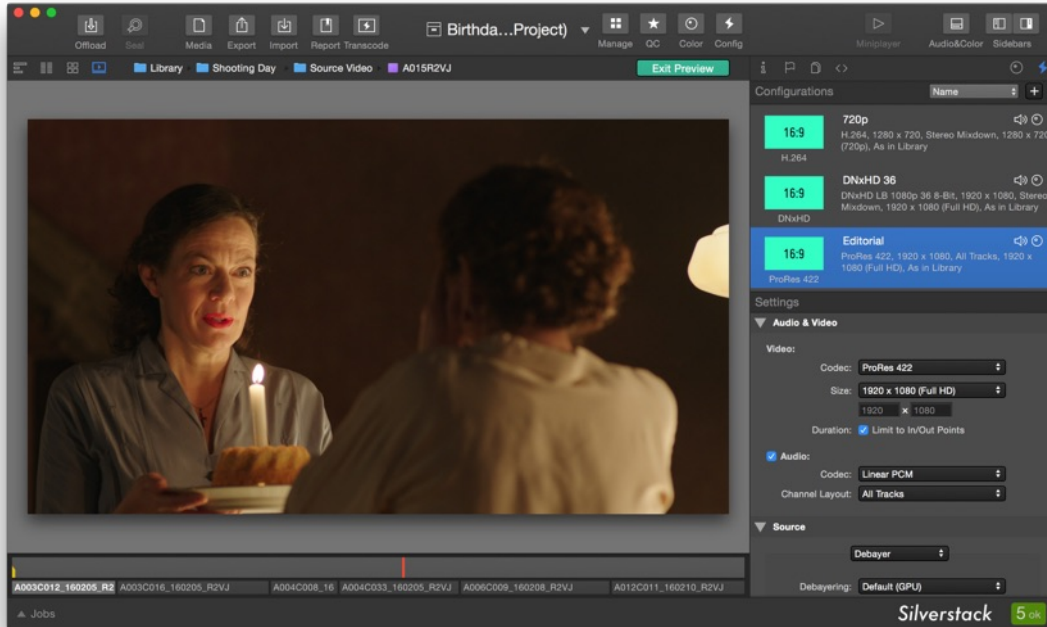 Birthda...Project)
Offload Seal Media Export Import Report Transcode Manage QC Color Config Miniplayer Audio&Color Sidebars
Library Shooting Day Source Video A015R2VJ Exit Preview
Configurations Name
16:9 720p
H.264, 1280 x 720, Stereo Mixdown, 1280 x 720
(720p), As in Library
H.264
16:9 DNxHD 36
DNxHD LB 1080p 36 8-Bit, 1920 x 1080, Stereo
Mixdown, 1920 x 1080 (Full HD), As in Library
DNxHD
16:9 Editorial
ProRes 422, 1920 x 1080, All Tracks, 1920 x
1080 (Full HD), As in Library
ProRes 422
Settings
Audio & Video
Video:
Codec: ProRes 422
Size: 1920 x 1080 (Full HD)
1920 x 1080
Duration: Limit to In/Out Points
Audio:
Codec: Linear PCM
Channel Layout: All Tracks
Source
Debayer
Debayering: Default (GPU)
A003C012_160205_R2 A003C016_160205_R2VJ A004C008_16 A004C033_160205_R2VJ A006C009_160208_R2VJ A012C011_160210_R2VJ
Jobs
Silverstack 5 ok